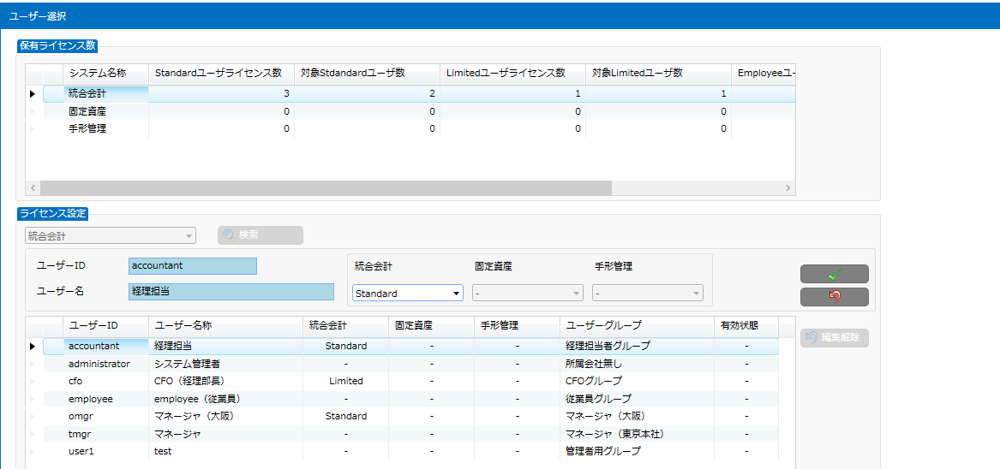 ユーザー選択
保有ライセンス数
システム名称 Standardユーザライセンス数 対象Stdandardユーザ数 Limitedユーザライセンス数 対象Limitedユーザ数 Employeeユー
統合会計 3 2 1 1
固定資産 0 0 0 0
手形管理 0 0 0 0
ライセンス設定
統合会計 検索
ユーザーID accountant 統合会計 固定資産 手形管理
ユーザー名 経理担当 Standard - -
ユーザーID ユーザー名称 統合会計 固定資産 手形管理 ユーザーグループ 有効状態
編集解除
accountant 経理担当 Standard - - 経理担当者グループ -
administrator システム管理者 - - - 所属会社無し -
cfo CFO（経理部長） Limited - - CFOグループ -
employee employee（従業員） - - - 従業員グループ -
omgr マネージャ（大阪） Standard - - マネージャ（大阪） -
tmgr マネージャ - - - マネージャ（東京本社） -
user1 test - - - 管理者用グループ -